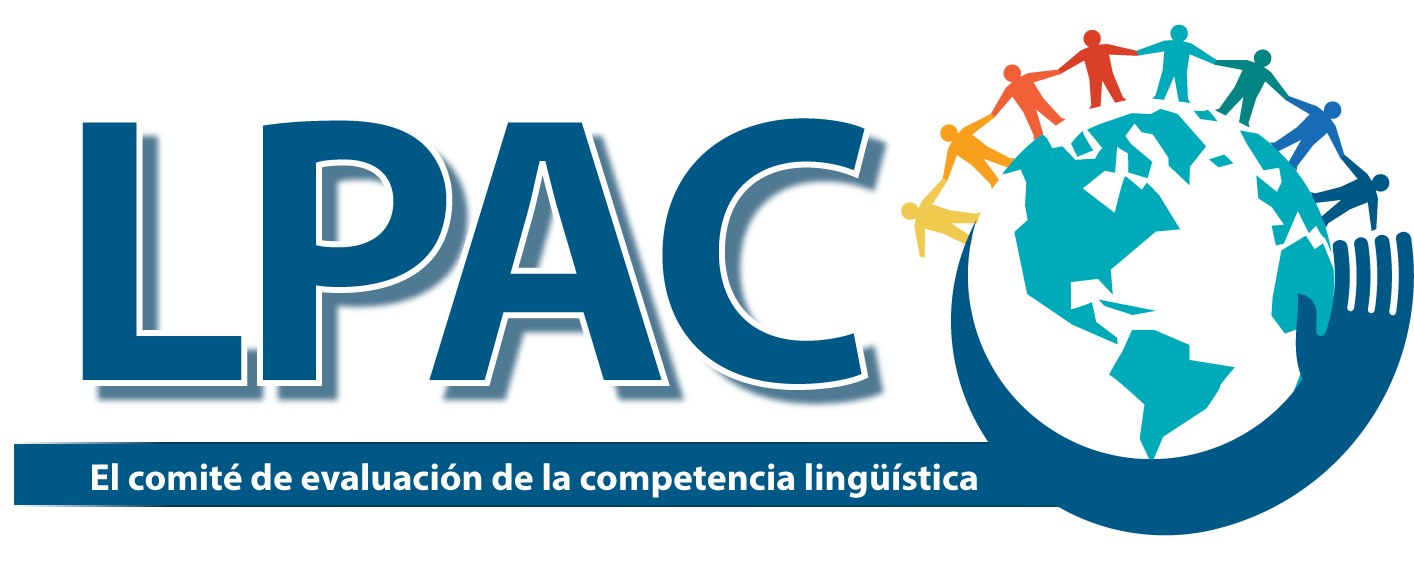 LPAC
El comité de evaluación de la competencia lingüística